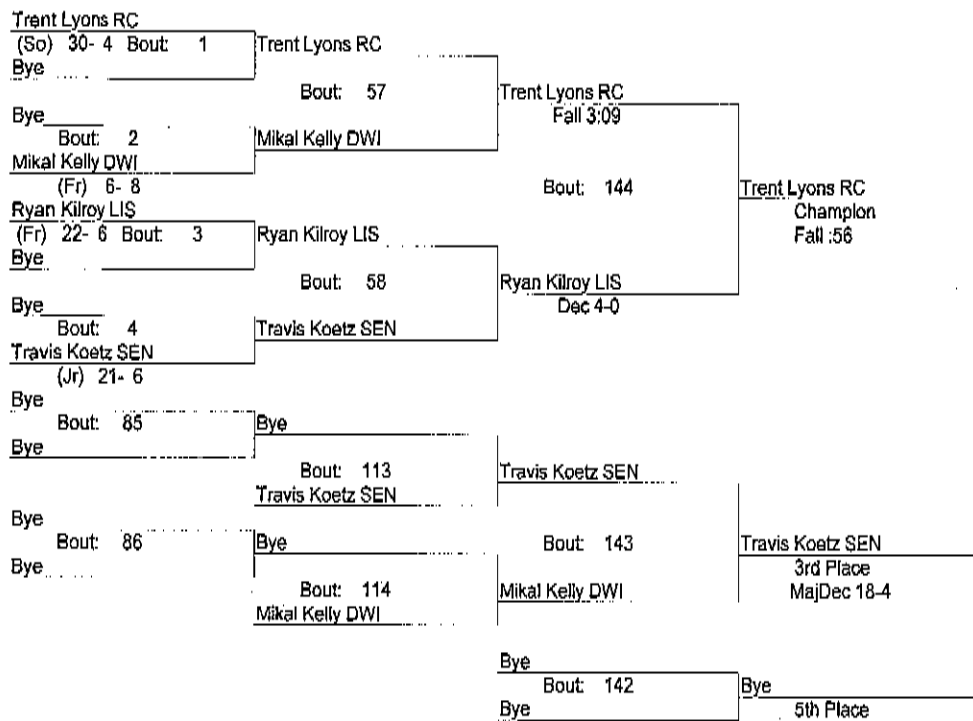 Trent Lyons RC
(So) 30- 4 Bout: 1
Bye
Trent Lyons RC
Bout: 57
Bye
Bout: 2
Mikal Kelly DWI
(Fr) 6- 8
Mikal Kelly DWI
Trent Lyons RC
Fall 3:09
Bout: 144
Trent Lyons RC
Champion
Fall :56
Ryan Kilroy LIS
(Fr) 22- 6 Bout: 3
Bye
Ryan Kilroy LIS
Bout: 58
Bye
Bout: 4
Travis Koetz SEN
(Jr) 21- 6
Travis Koetz SEN
Ryan Kilroy LIS
Dec 4-0
Bye
Bout: 85
Bye
Bye
Bout: 113
Travis Koetz SEN
Travis Koetz SEN
Bye
Bout: 86
Bye
Bye
Bout: 114
Mikal Kelly DWI
Bout: 143
Mikal Kelly DWI
Travis Koetz SEN
3rd Place
MajDec 18-4
Bye
Bout: 142
Bye
Bye
5th Place